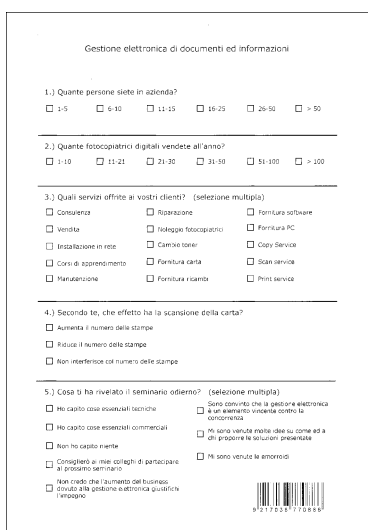 Gestione elettronica di documenti ed informazioni
1.) Quante persone siete in azienda?
1-5 6-10 11-15 16-25 26-50 > 50
2.) Quante fotocopiatrici digitali vendete all'anno?
1-10 11-21 21-30 31-50 51-100 > 100
3.) Quali servizi offrite ai vostri clienti? (selezione multipla)
Consulenza Riparazione Fornitura software
Vendita Noleggio fotocopiatrici Fornitura PC
Installazione in rete Cambio toner Copy Service
Corsi di apprendimento Fornitura carta Scan service
Manutenzione Fornitura ricambi Print service
4.) Secondo te, che effetto ha la scansione della carta?
Aumenta il numero delle stampe
Riduce il numero delle stampe
Non interferisce col numero delle stampe
5.) Cosa ti ha rivelato il seminario odierno? (selezione multipla)
Ho capito cose essenziali tecniche
Ho capito cose essenziali commerciali
Non ho capito niente
Consiglierò ai miei colleghi di partecipare
al prossimo seminario
Non credo che l'aumento del business
dovuto alla gestione elettronica giustifichi
l'impegno
Sono convinto che la gestione elettronica
è un elemento vincente contro la
concorrenza
Mi sono venute molte idee su come ed a
chi proporre le soluzioni presentate
Mi sono venute le emorroidi